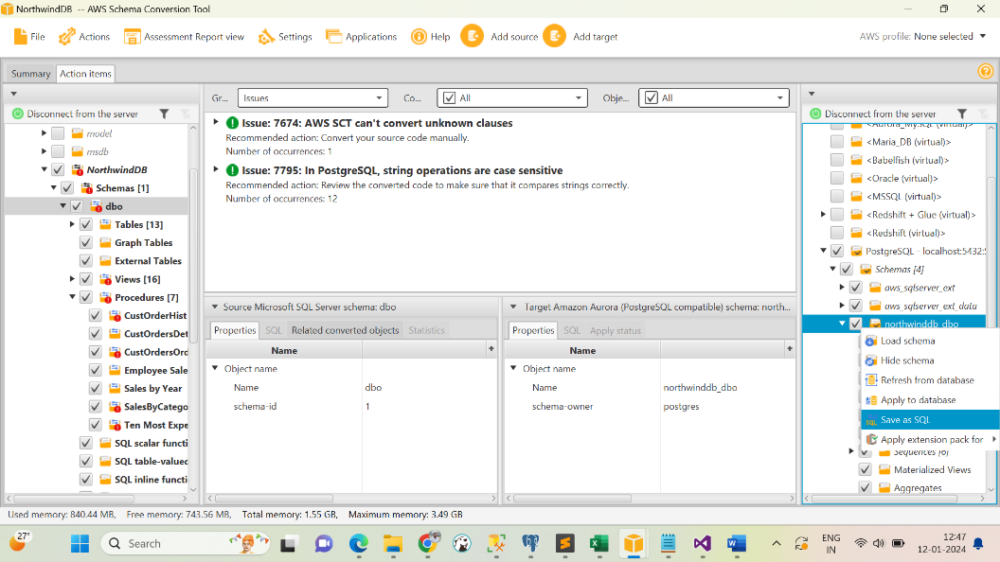 NorthwindDB -- AWS Schema Conversion Tool
File
Actions
Assessment Report view
Settings
Applications
Help
Add source
Add target
AWS profile: None selected
Summary
Action items
Disconnect from the server
model
msdb
NorthwindDB
Schemas [1]
dbo
Tables [13]
Graph Tables
External Tables
Views [16]
Procedures [7]
CustOrderHist
CustOrdersDet
CustOrdersOrd
Employee Sale
Sales by Year
SalesByCatego
Ten Most Expe
SQL scalar functi
SQL table-valued
SQL inline functi
Gr... Issues
Co... All
Obje... All
Issue: 7674: AWS SCT can't convert unknown clauses
Recommended action: Convert your source code manually.
Number of occurrences: 1
Issue: 7795: In PostgreSQL, string operations are case sensitive
Recommended action: Review the converted code to make sure that it compares strings correctly.
Number of occurrences: 12
Source Microsoft SQL Server schema: dbo
Properties
SQL
Related converted objects
Statistics
Name
Object name
Name dbo
schema-id 1
Target Amazon Aurora (PostgreSQL compatible) schema: north...
Properties
SQL
Apply status
Name
Object name
Name northwinddb_dbo
schema-owner postgres
Disconnect from the server
<Aurora_MySQL (virtual)>
<Maria_DB (virtual)>
<Babelfish (virtual)>
<Oracle (virtual)>
<MSSQL (virtual)>
<Redshift + Glue (virtual)>
<Redshift (virtual)>
PostgreSQL - localhost:5432:
Schemas [4]
aws_sqlserver_ext
aws_sqlserver_ext_data
northwinddb_dbo
Load schema
Hide schema
Refresh from database
Apply to database
Save as SQL
Apply extension pack for
Sequences [6]
Materialized Views
Aggregates
Used memory: 840.44 MB, Free memory: 743.56 MB, Total memory: 1.55 GB, Maximum memory: 3.49 GB
27°
Search
ENG
IN
12:47
12-01-2024